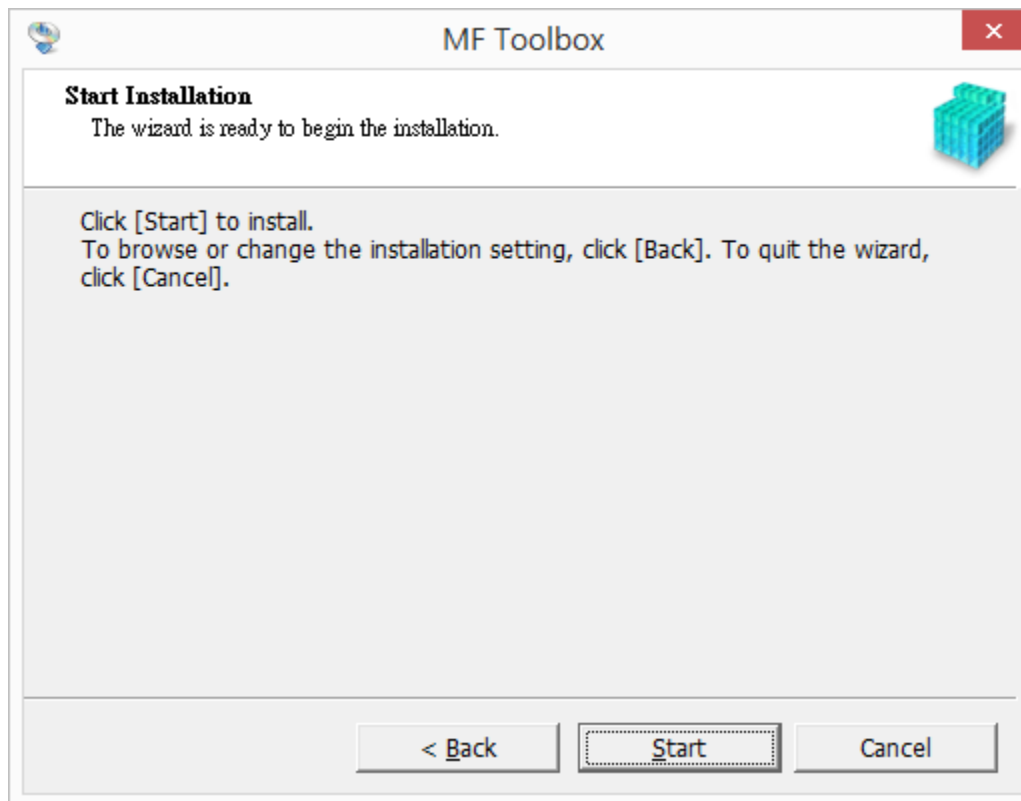 MF Toolbox
Start Installation
The wizard is ready to begin the installation.
Click [Start] to install.
To browse or change the installation setting, click [Back]. To quit the wizard,
click [Cancel].
< Back
Start
Cancel